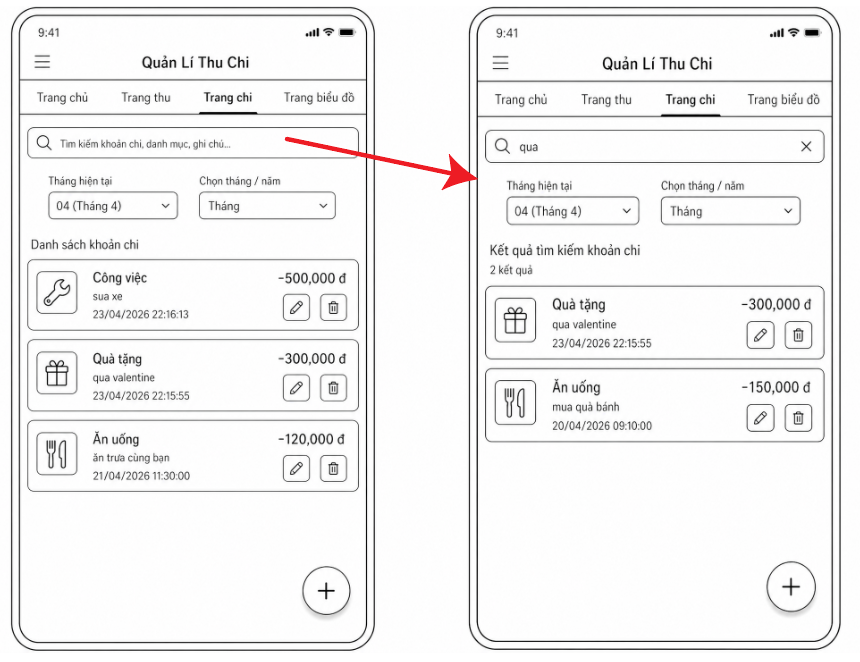 9:41
Quản Lí Thu Chi
Trang chủ Trang thu Trang chi Trang biểu đồ
Tìm kiếm khoản chi, danh mục, ghi chú...
Tháng hiện tại Chọn tháng / năm
04 (Tháng 4) Tháng
Danh sách khoản chi
Công việc -500,000 đ
sua xe
23/04/2026 22:16:13
Quà tặng -300,000 đ
qua valentine
23/04/2026 22:15:55
Ăn uống -120,000 đ
ăn trưa cùng bạn
21/04/2026 11:30:00
9:41
Quản Lí Thu Chi
Trang chủ Trang thu Trang chi Trang biểu đồ
qua
Tháng hiện tại Chọn tháng / năm
04 (Tháng 4) Tháng
Kết quả tìm kiếm khoản chi
2 kết quả
Quà tặng -300,000 đ
qua valentine
23/04/2026 22:15:55
Ăn uống -150,000 đ
mua quà bánh
20/04/2026 09:10:00